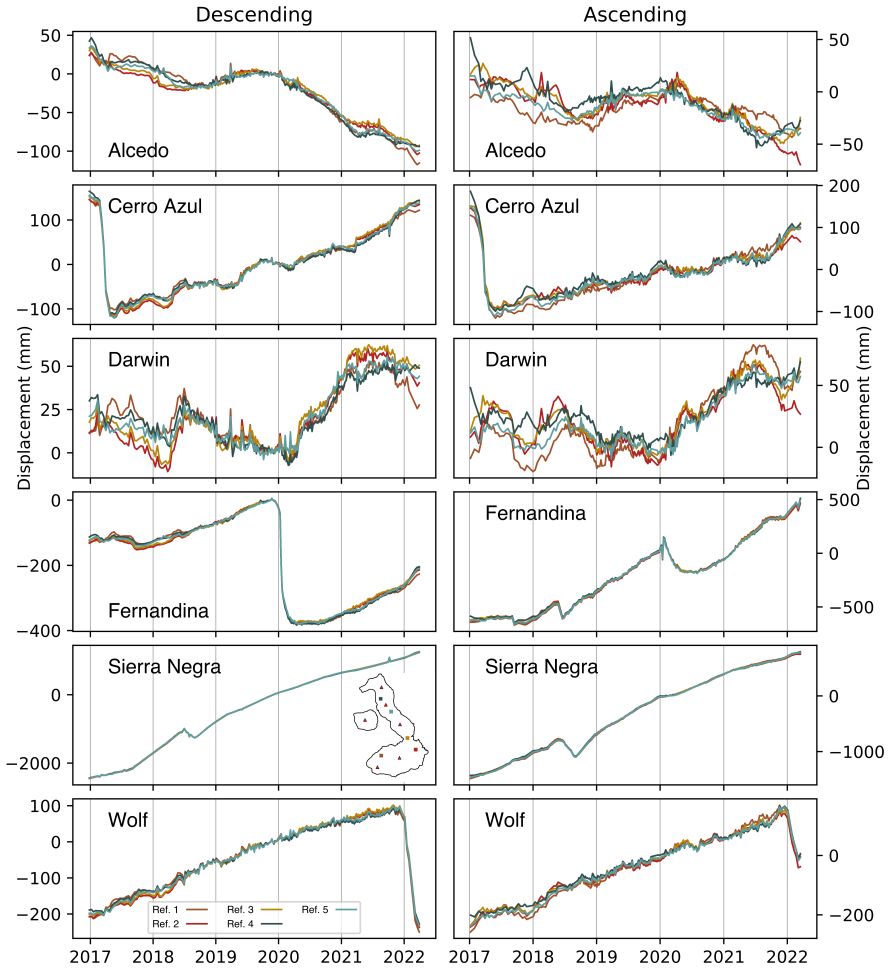 Descending Ascending
50
0
−50
−100
Alcedo
50
0
−50
Alcedo
100
0
−100
Cerro Azul
200
100
0
−100
Cerro Azul
Displacement (mm)
50
25
0
Darwin
50
0
Darwin
Displacement (mm)
0
−200
−400
Fernandina
500
0
−500
Fernandina
0
−2000
Sierra Negra
0
−1000
Sierra Negra
100
0
−100
−200
Wolf
Ref. 1 Ref. 3 Ref. 5
Ref. 2 Ref. 4
0
−200
Wolf
2017 2018 2019 2020 2021 2022 2017 2018 2019 2020 2021 2022